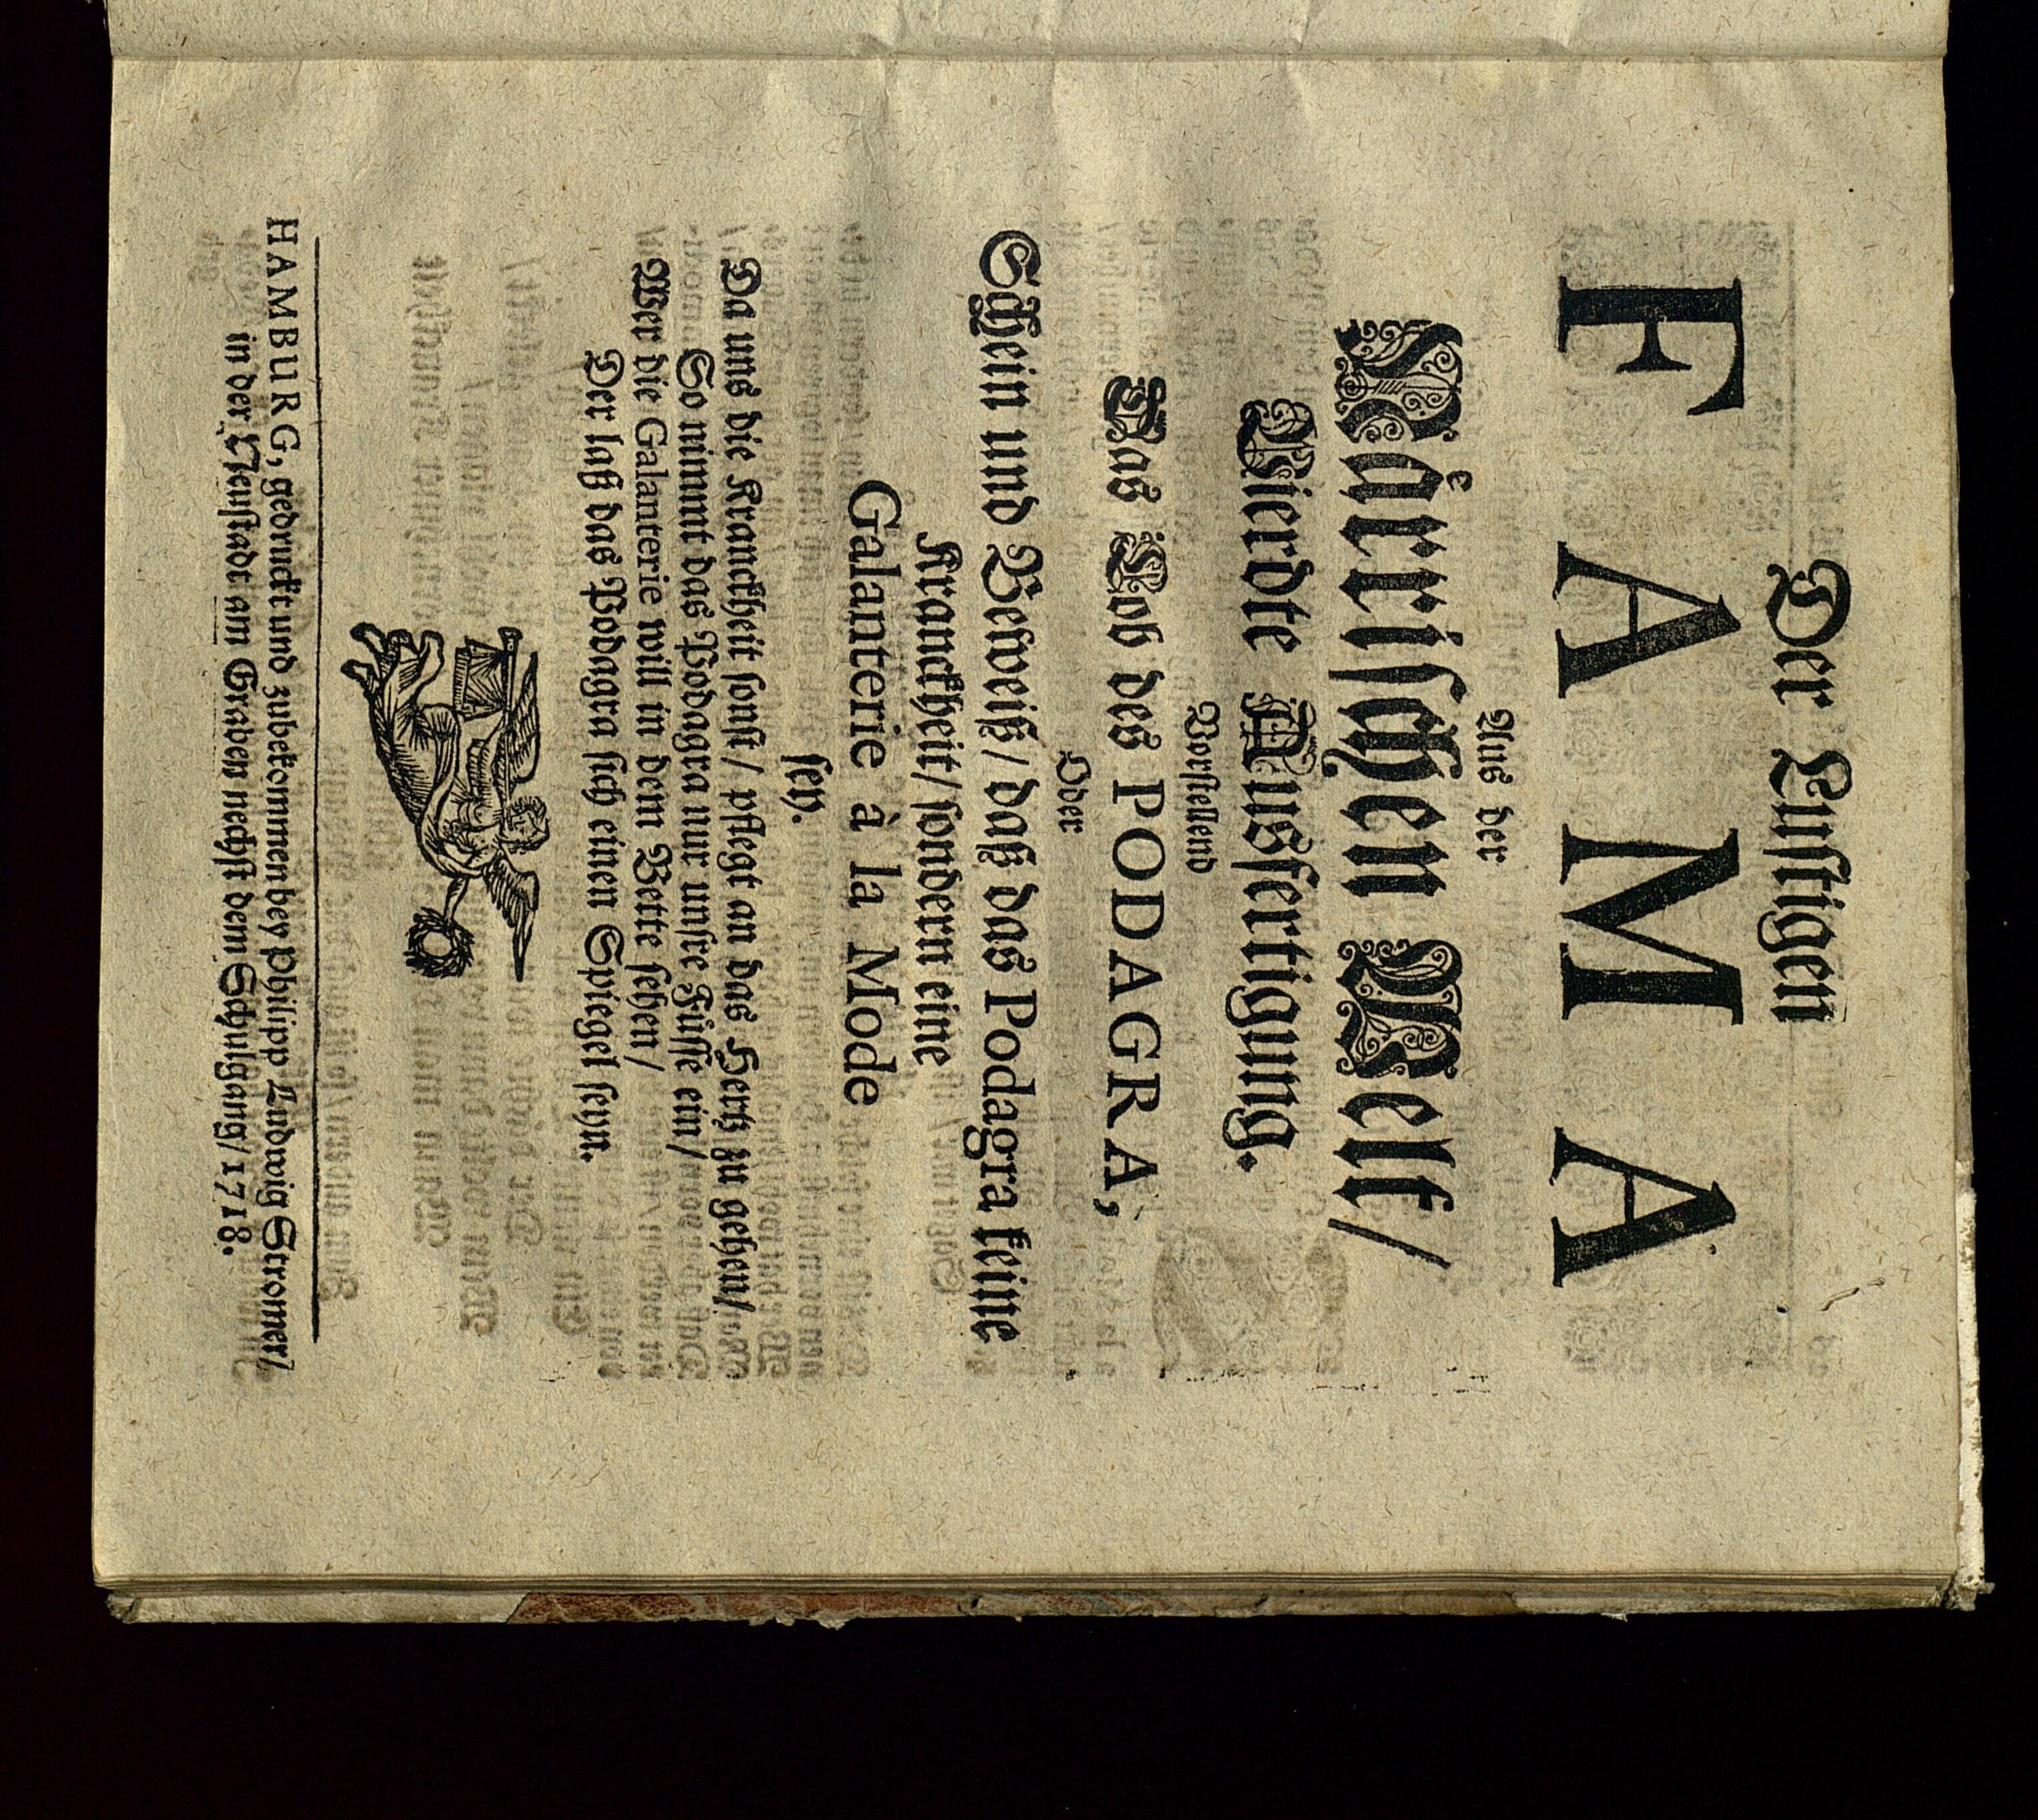 Der Luſtigen
FAMA
Aus der
Naͤrriſchen Welt/
Vierdte Ausfertigung.
Vorſtellend
Das Lob des PODAGRA,
Oder
Schein und Beweiß/ daß das Podagra keine
Kranckheit/ ſondern eine
Galanterie à la Mode
ſey.
Da uns die Kranckheit ſonſt/ pflegt an das Hertz zu gehen/
So nimmt das Podagra nur unſre Fuͤſſe ein/
Wer die Galanterie will in dem Bette ſehen/
Der laß das Podagra ſich einen Spiegel ſeyn.
HAMBURG, gedruckt und zubekommen bey Philipp Ludwig Stromer/
in der Neuſtadt am Graben nechſt dem Schulgang/ 1718.